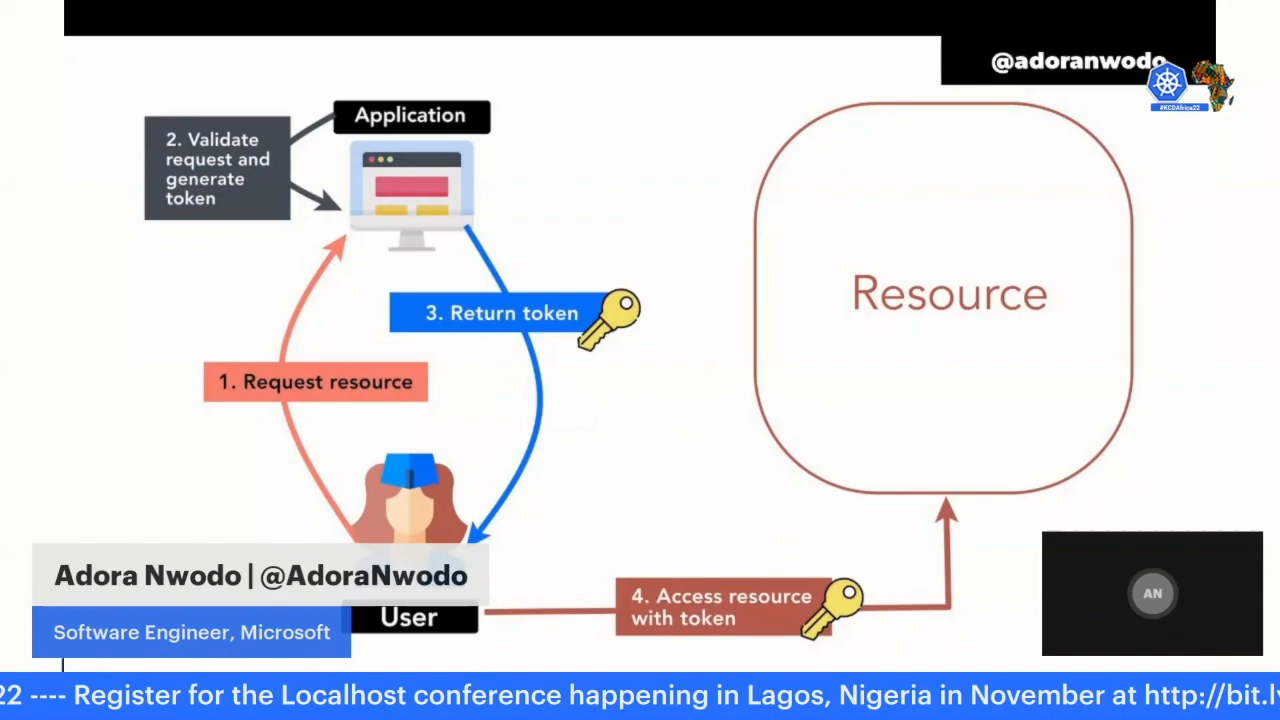 @adoranwodo
#KCDAfrica22
Application
2. Validate
request and
generate
token
3. Return token
1. Request resource
Resource
Adora Nwodo | @AdoraNwodo
Software Engineer, Microsoft
User
4. Access resource
with token
AN
22 ---- Register for the Localhost conference happening in Lagos, Nigeria in November at http://bit.ly